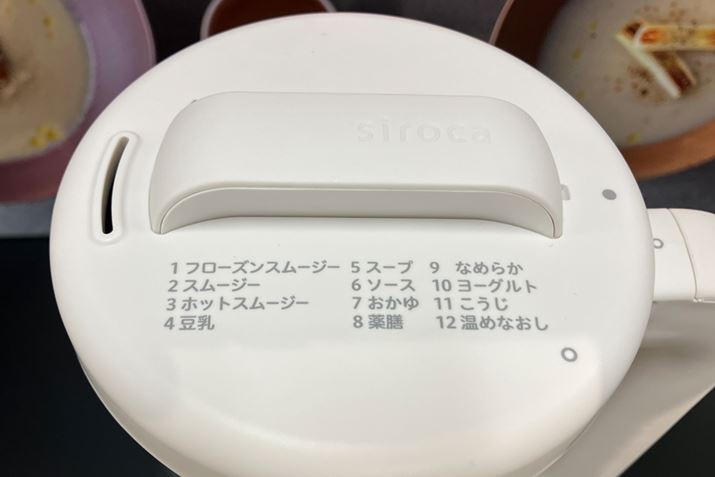 siroca
1 フローズンスムージー 5 スープ 9 なめらか
2 スムージー 6 ソース 10 ヨーグルト
3 ホットスムージー 7 おかゆ 11 こうじ
4 豆乳 8 薬膳 12 温めなおし